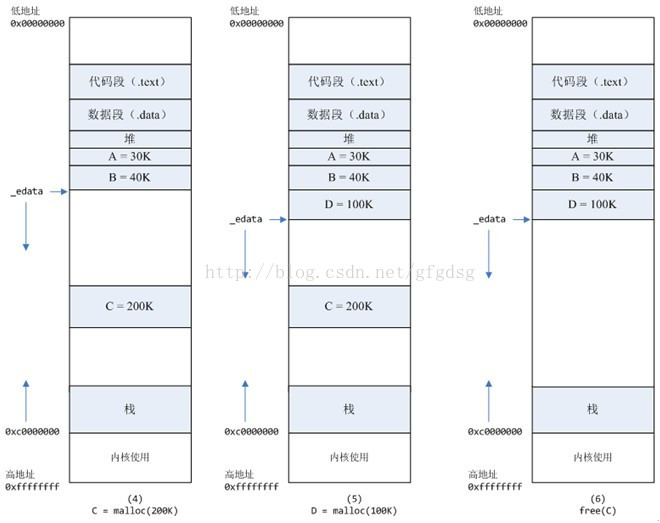 低地址
0x00000000
代码段（.text）
数据段（.data）
堆
A = 30K
B = 40K
_edata
C = 200K
栈
0xc0000000
内核使用
高地址
0xffffffff
(4)
C = malloc(200K)
低地址
0x00000000
代码段（.text）
数据段（.data）
堆
A = 30K
B = 40K
D = 100K
_edata
C = 200K
栈
0xc0000000
内核使用
高地址
0xffffffff
(5)
D = malloc(100K)
低地址
0x00000000
代码段（.text）
数据段（.data）
堆
A = 30K
B = 40K
D = 100K
_edata
栈
0xc0000000
内核使用
高地址
0xffffffff
(6)
free(C)
http://blog.csdn.net/gfgdsg